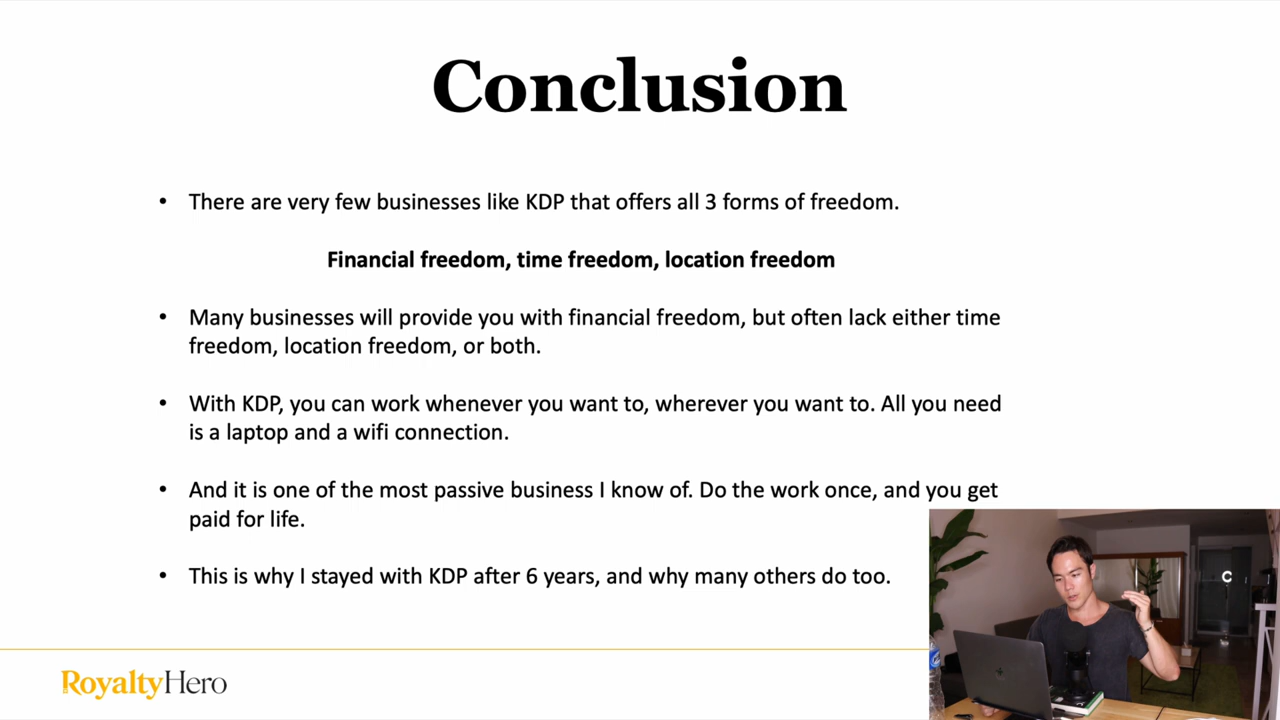 Conclusion
• There are very few businesses like KDP that offers all 3 forms of freedom.
Financial freedom, time freedom, location freedom
• Many businesses will provide you with financial freedom, but often lack either time
freedom, location freedom, or both.
• With KDP, you can work whenever you want to, wherever you want to. All you need
is a laptop and a wifi connection.
• And it is one of the most passive business I know of. Do the work once, and you get
paid for life.
• This is why I stayed with KDP after 6 years, and why many others do too.
RoyaltyHero